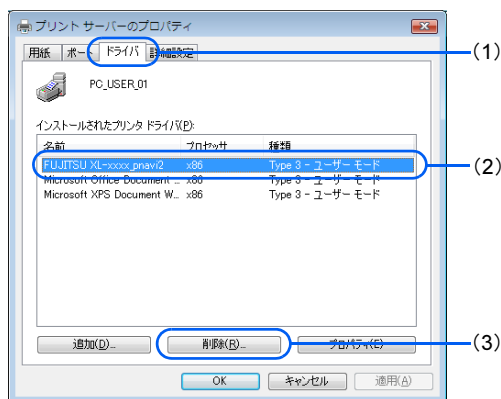 プリント サーバーのプロパティ
用紙 ポート ドライバ 詳細設定
(1)
PC_USER_01
インストールされたプリンタ ドライバ(P):
名前 プロセッサ 種類
FUJITSU XL-xxxx pnavi2 x86 Type 3 - ユーザー モード
(2)
Microsoft Office Document ... x86 Type 3 - ユーザー モード
Microsoft XPS Document W... x86 Type 3 - ユーザー モード
追加(D)... 削除(R)... プロパティ(E)
(3)
OK キャンセル 適用(A)